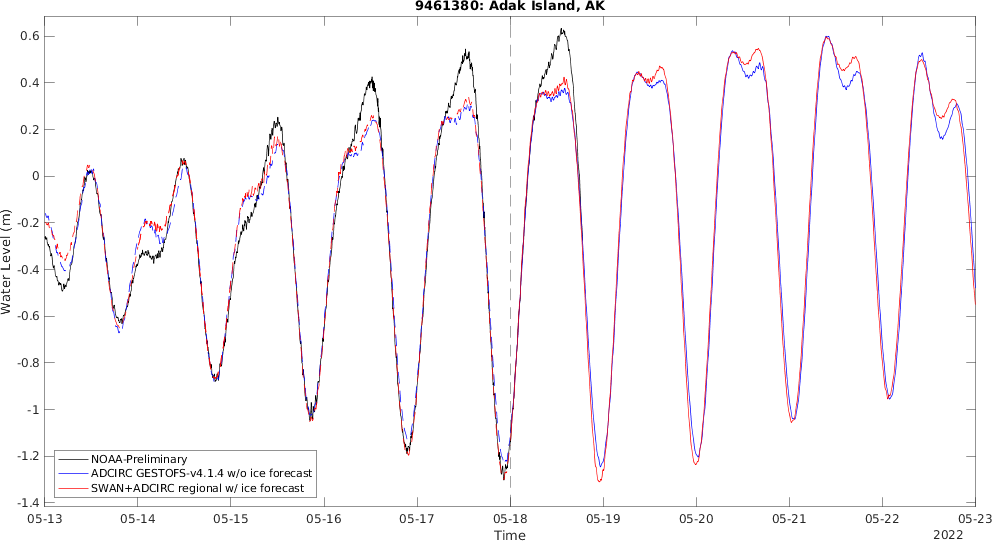 9461380: Adak Island, AK
Water Level (m)
0.6
0.4
0.2
0
-0.2
-0.4
-0.6
-0.8
-1
-1.2
-1.4
NOAA-Preliminary
ADCIRC GESTOFS-v4.1.4 w/o ice forecast
SWAN+ADCIRC regional w/ ice forecast
05-13 05-14 05-15 05-16 05-17 05-18 05-19 05-20 05-21 05-22 05-23
Time
2022